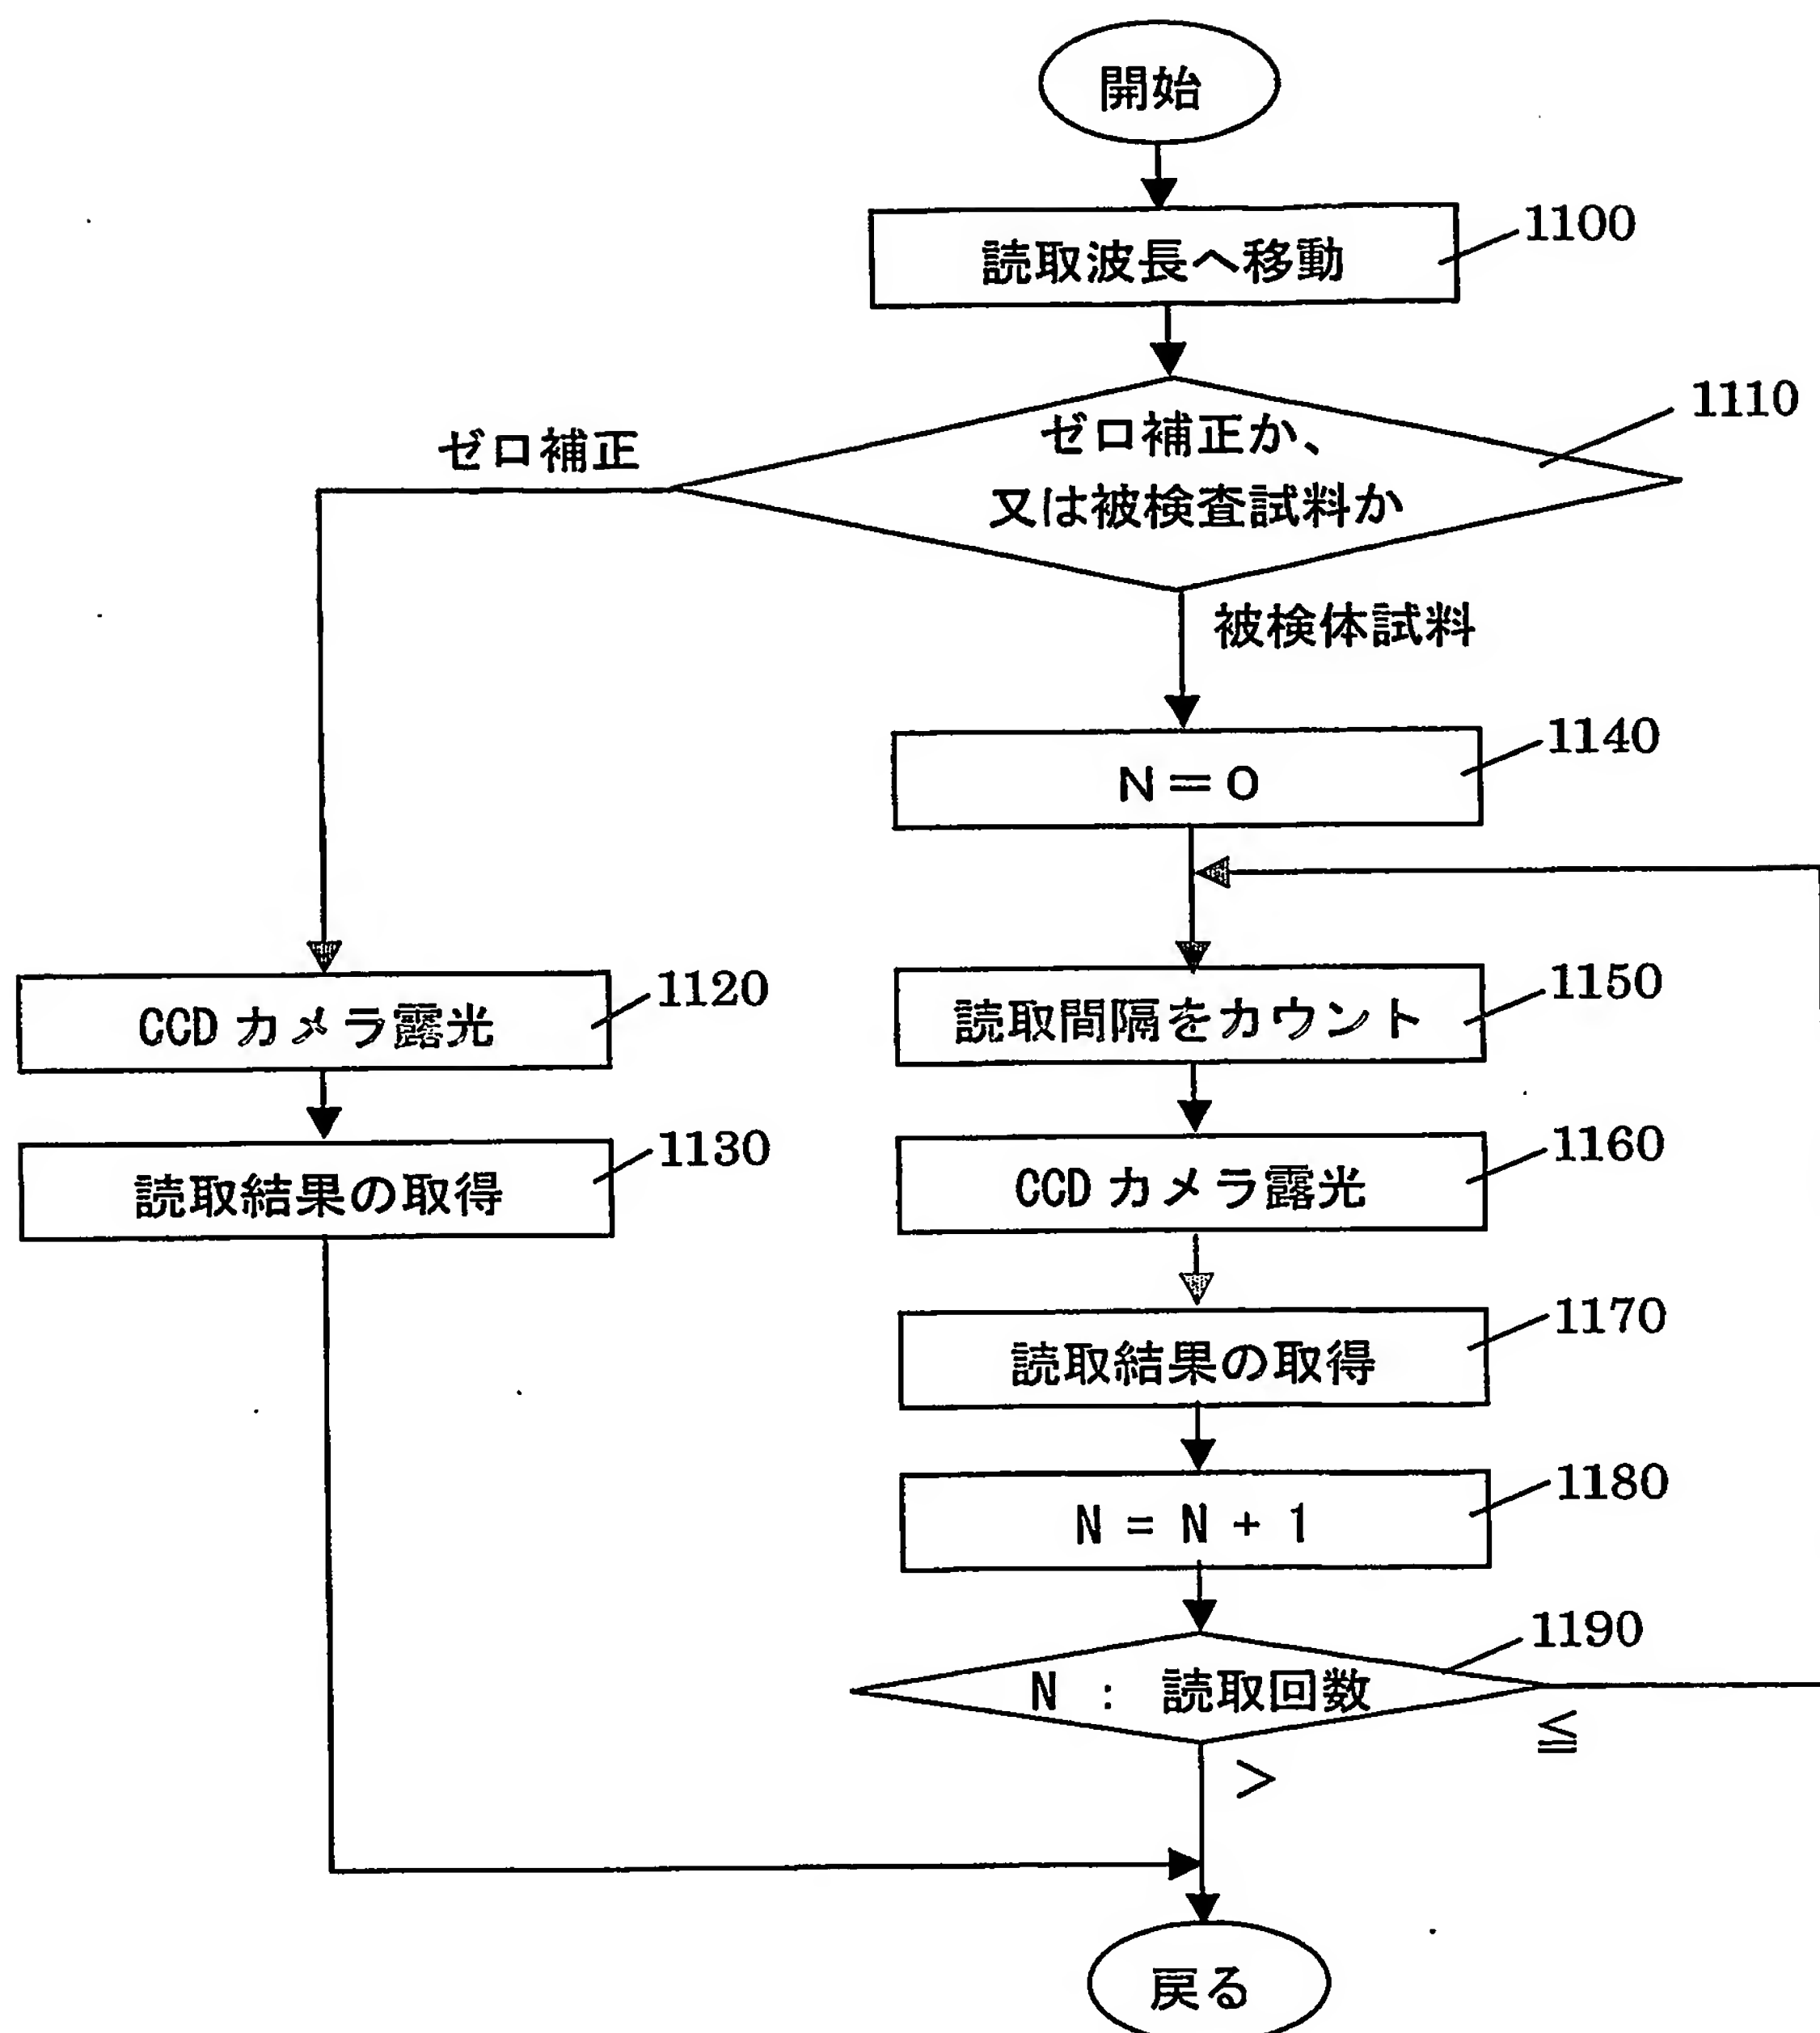 開始
読取波長へ移動
1100
ゼロ補正か、
又は被検査試料か
1110
ゼロ補正
被検体試料
N=0
1140
CCD カメラ露光
1120
読取間隔をカウント
1150
読取結果の取得
1130
CCD カメラ露光
1160
読取結果の取得
1170
N = N + 1
1180
N : 読取回数
1190
≦
>
戻る